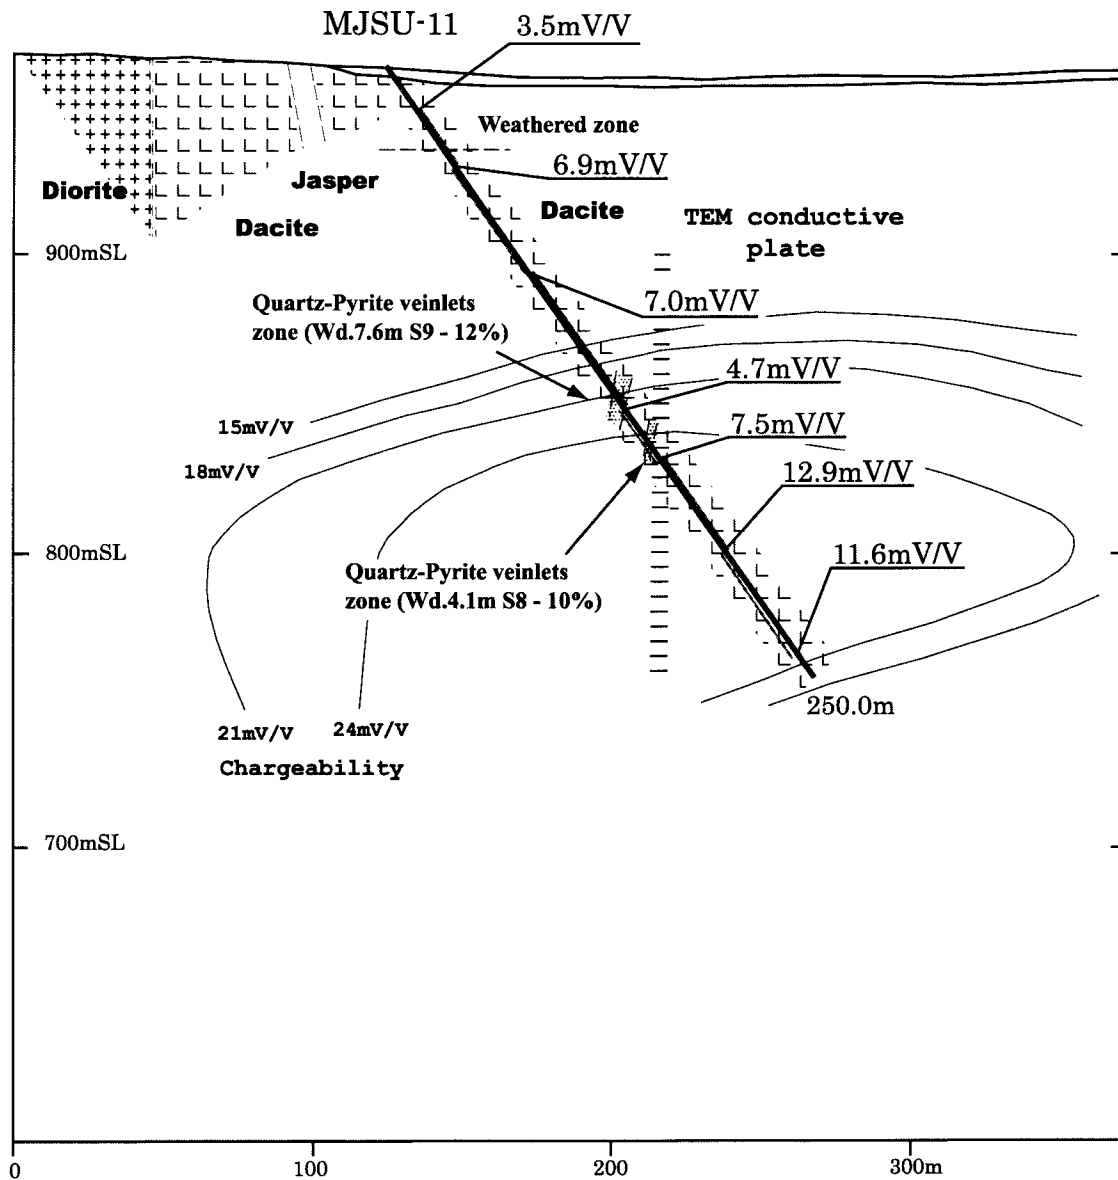 MJSU-11
3.5mV/V
Weathered zone
6.9mV/V
Diorite
Jasper
Dacite
Dacite
TEM conductive
plate
900mSL
Quartz-Pyrite veinlets
zone (Wd.7.6m S9 - 12%)
7.0mV/V
4.7mV/V
15mV/V
7.5mV/V
18mV/V
12.9mV/V
800mSL
11.6mV/V
Quartz-Pyrite veinlets
zone (Wd.4.1m S8 - 10%)
250.0m
21mV/V
24mV/V
Chargeability
700mSL
0
100
200
300m